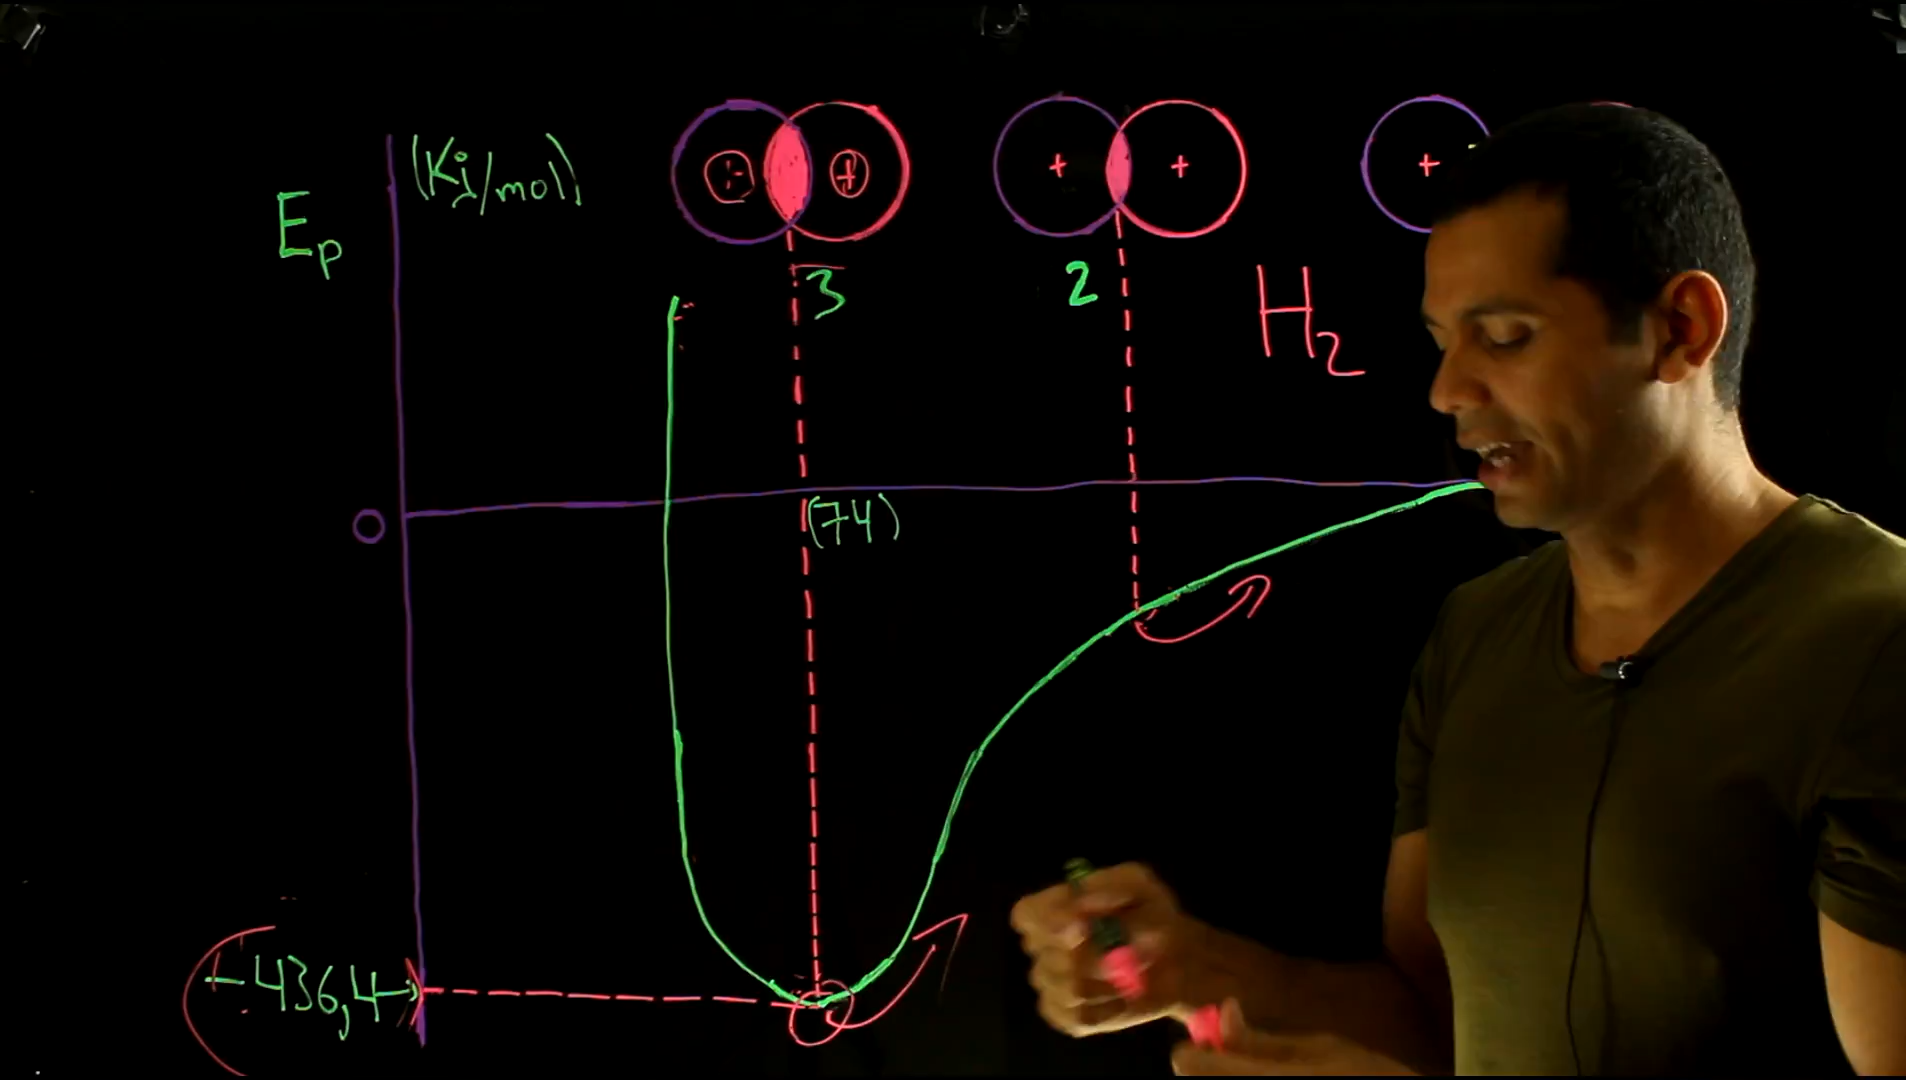 (Kj/mol)
Ep
+ + + + +
3
2
H2
0
(74)
-436,4